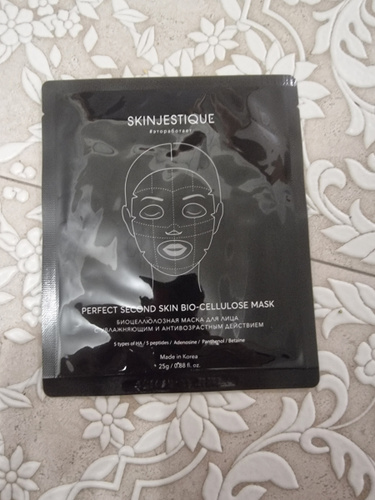 SKINJESTIQUE
#этоработает
PERFECT SECOND SKIN BIO-CELLULOSE MASK
БИОЦЕЛЛЮЛОЗНАЯ МАСКА ДЛЯ ЛИЦА
С УВЛАЖНЯЮЩИМ И АНТИВОЗРАСТНЫМ ДЕЙСТВИЕМ
5 types of HA / 5 peptides / Adenosine / Panthenol / Betaine
Made in Korea
25g / 0.88 fl. oz